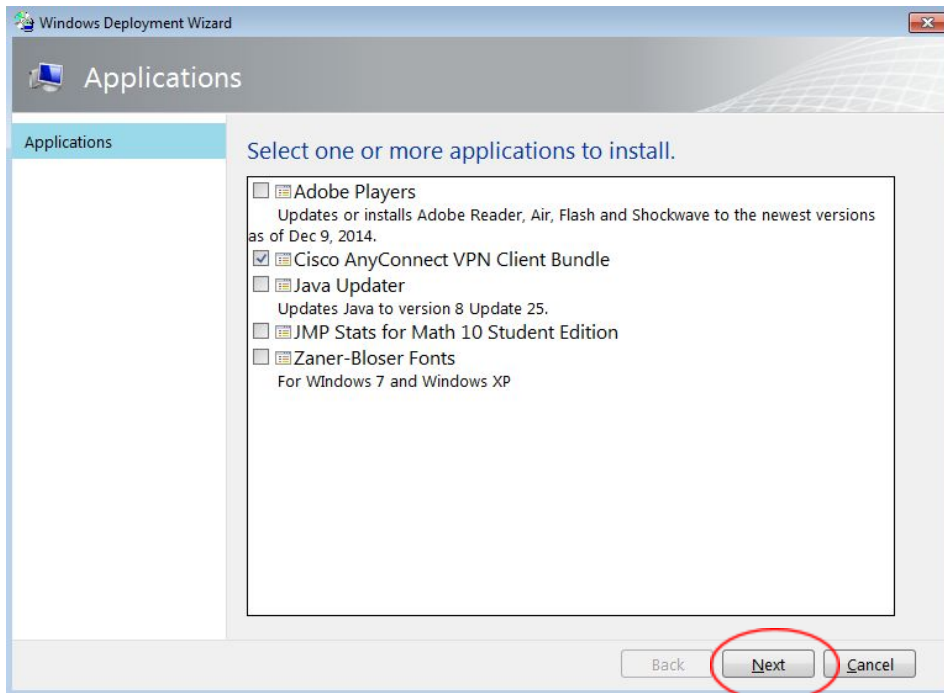 Windows Deployment Wizard
Applications
Applications
Select one or more applications to install.
Adobe Players
Updates or installs Adobe Reader, Air, Flash and Shockwave to the newest versions
as of Dec 9, 2014.
Cisco AnyConnect VPN Client Bundle
Java Updater
Updates Java to version 8 Update 25.
JMP Stats for Math 10 Student Edition
Zaner-Bloser Fonts
For WIndows 7 and Windows XP
Back Next Cancel